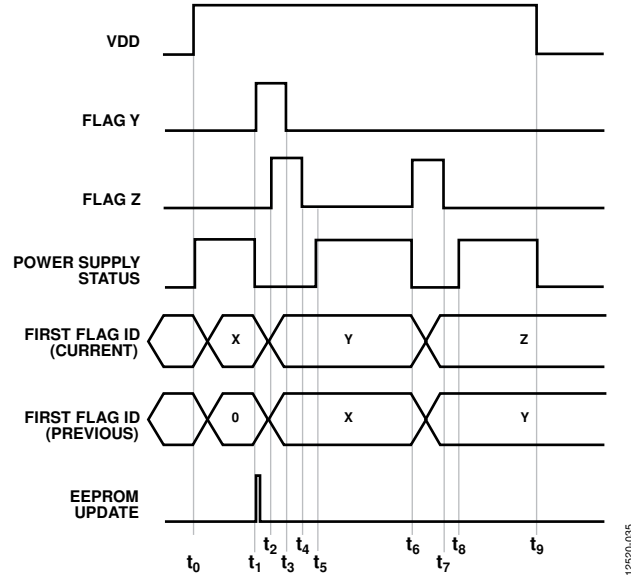 VDD
FLAG Y
FLAG Z
POWER SUPPLY
STATUS
FIRST FLAG ID
(CURRENT)
X
Y
Z
FIRST FLAG ID
(PREVIOUS)
0
X
Y
EEPROM
UPDATE
t0
t1
t2
t3
t4
t5
t6
t7
t8
t9
12520-035